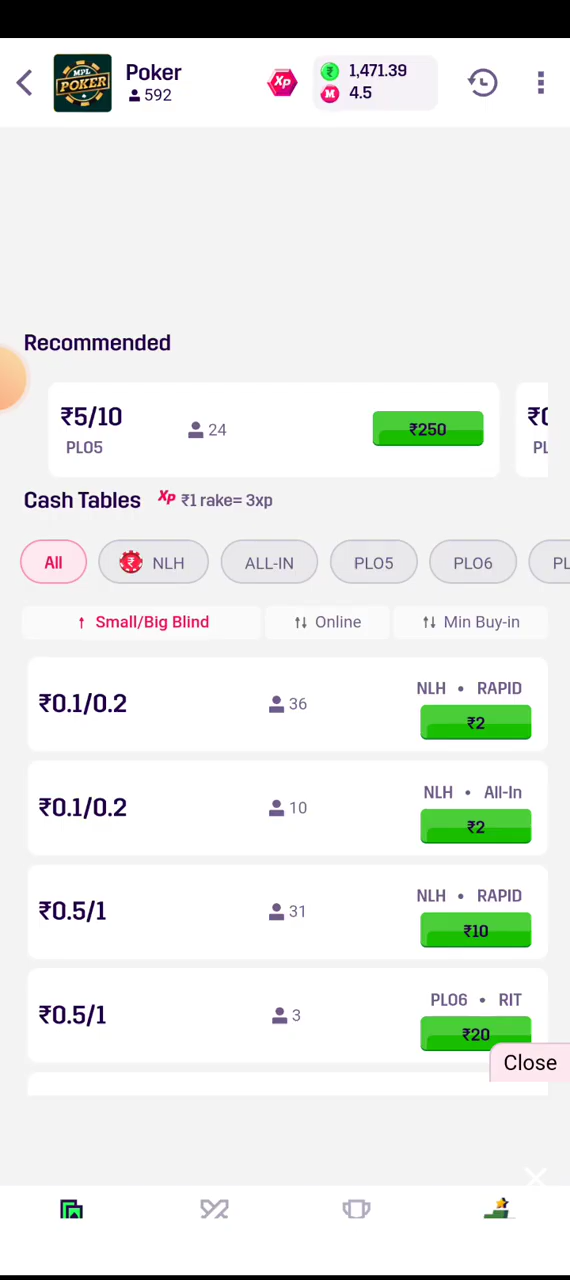 MPL
POKER
Poker
592
Xp
₹ 1,471.39
M 4.5
Recommended
₹5/10
PLO5
24
₹250
Cash Tables Xp ₹1 rake= 3xp
All
NLH
ALL-IN
PLO5
PLO6
↑ Small/Big Blind
↑↓ Online
↑↓ Min Buy-in
₹0.1/0.2
36
NLH • RAPID
₹2
₹0.1/0.2
10
NLH • All-In
₹2
₹0.5/1
31
NLH • RAPID
₹10
₹0.5/1
3
PLO6 • RIT
₹20
Close